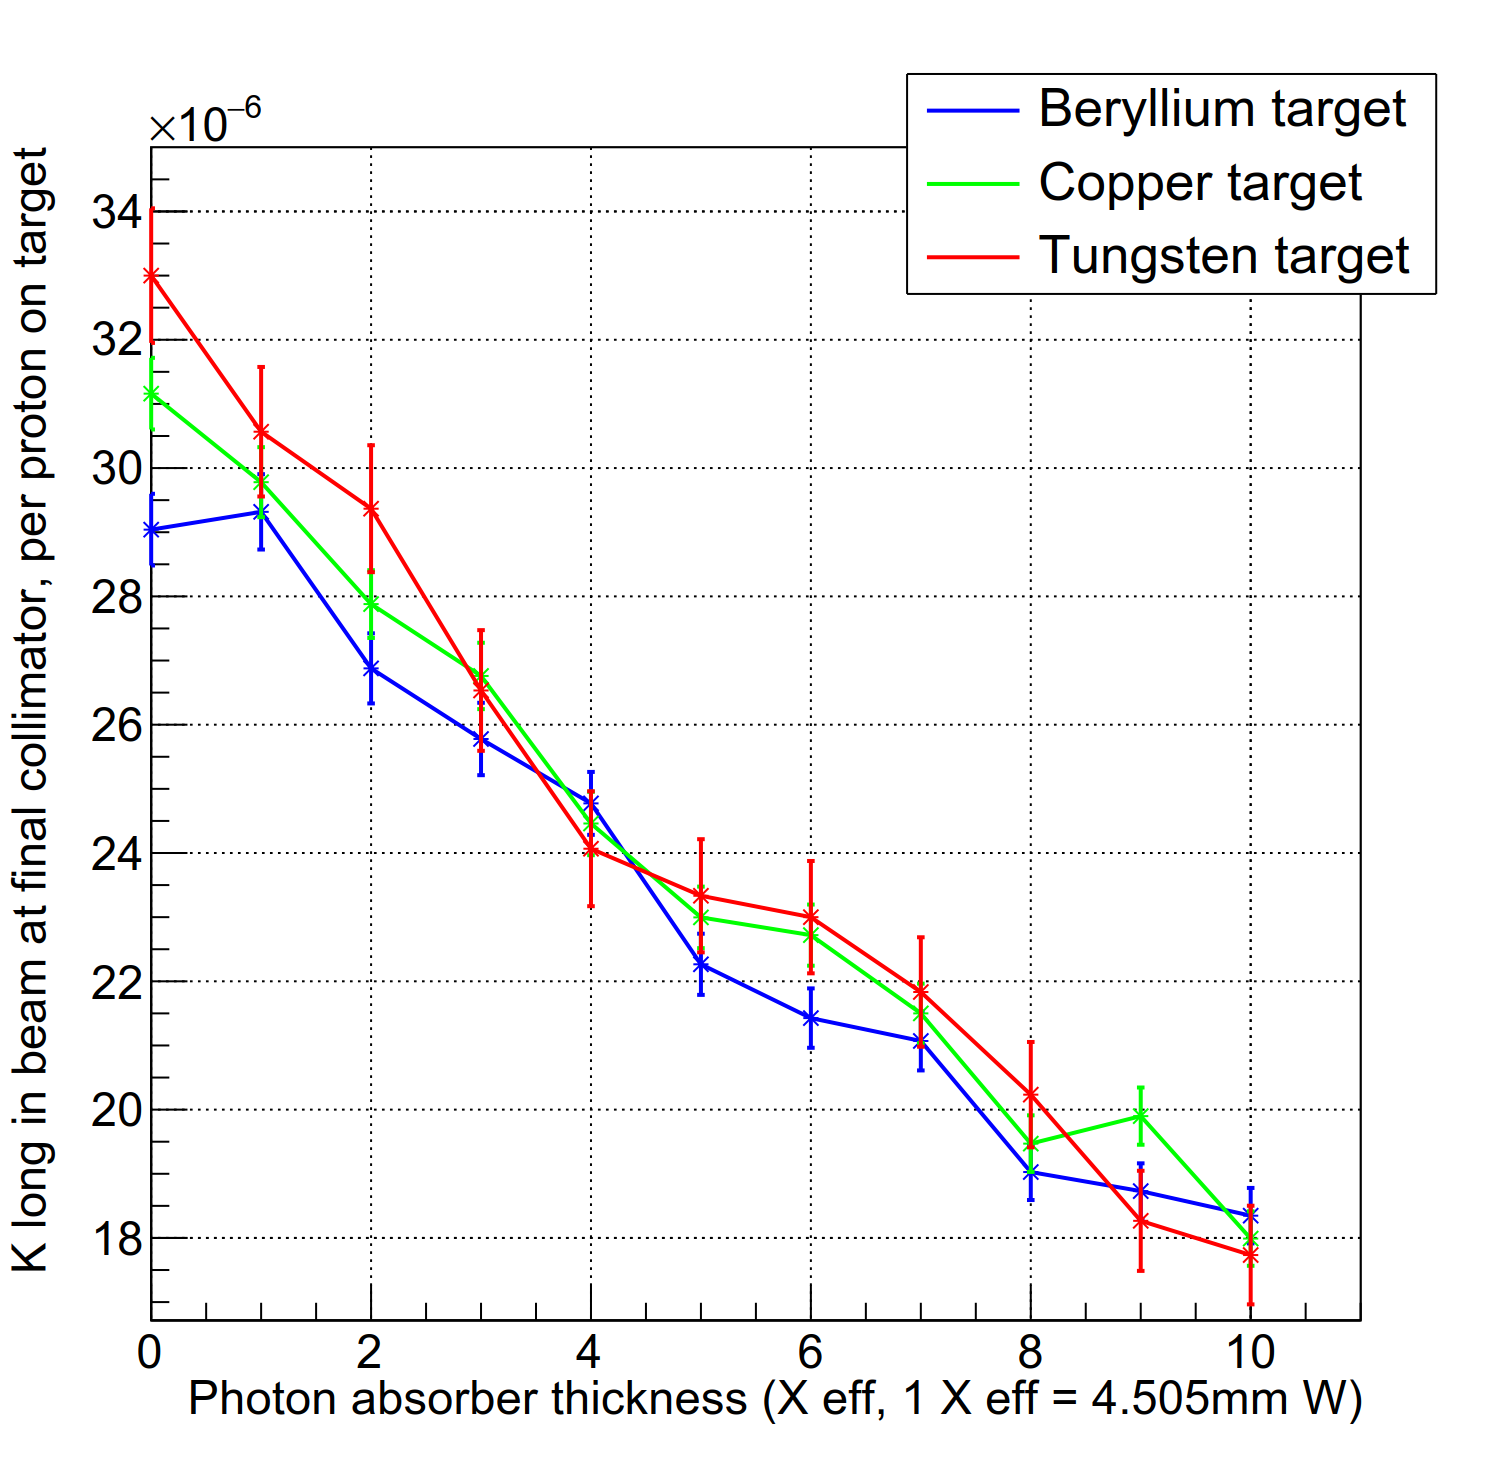 ×10⁻⁶
Beryllium target
Copper target
Tungsten target
K long in beam at final collimator, per proton on target
34
32
30
28
26
24
22
20
18
0 2 4 6 8 10
Photon absorber thickness (X eff, 1 X eff = 4.505mm W)